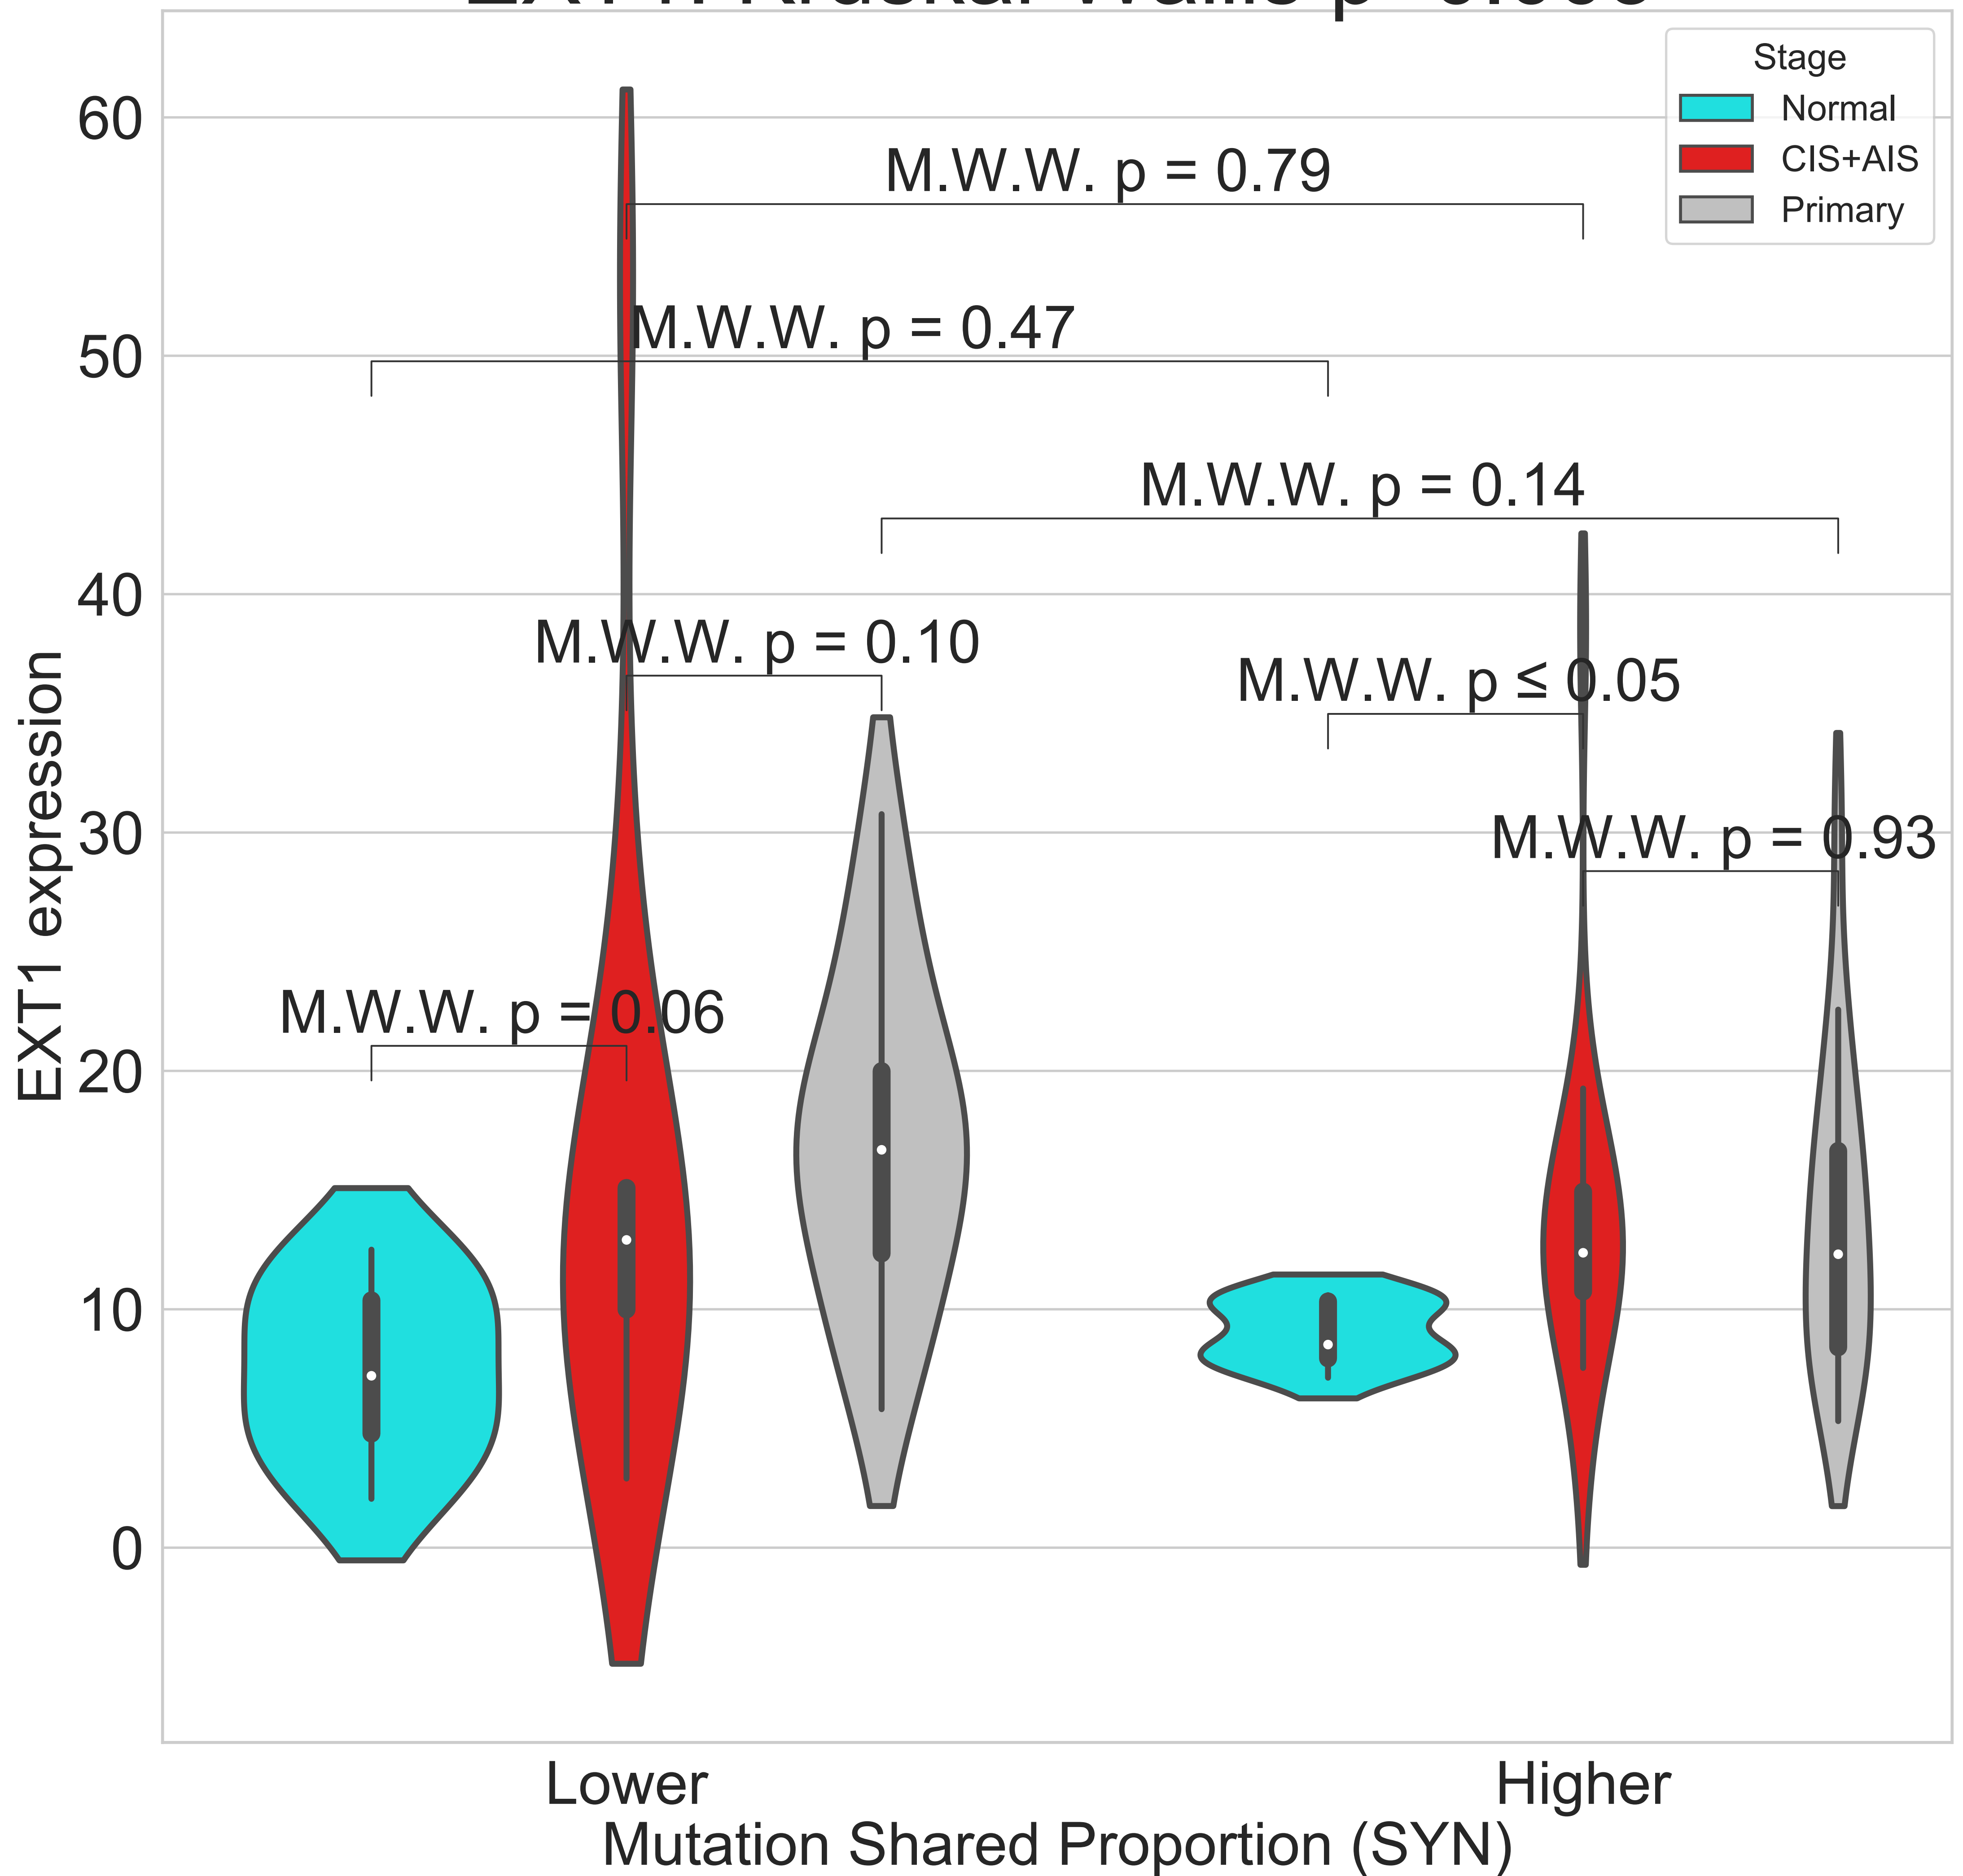 Stage
Normal
CIS+AIS
Primary
60
50
40
30
20
10
0
EXT1 expression
M.W.W. p = 0.79
M.W.W. p = 0.47
M.W.W. p = 0.14
M.W.W. p = 0.10
M.W.W. p ≤ 0.05
M.W.W. p = 0.93
M.W.W. p = 0.06
Lower
Higher
Mutation Shared Proportion (SYN)